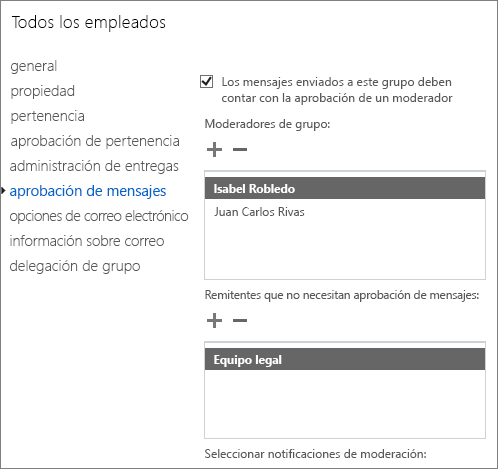 Todos los empleados
general
propiedad
pertenencia
aprobación de pertenencia
administración de entregas
aprobación de mensajes
opciones de correo electrónico
información sobre correo
delegación de grupo
Los mensajes enviados a este grupo deben
contar con la aprobación de un moderador
Moderadores de grupo:
Isabel Robledo
Juan Carlos Rivas
Remitentes que no necesitan aprobación de mensajes:
Equipo legal
Seleccionar notificaciones de moderación: